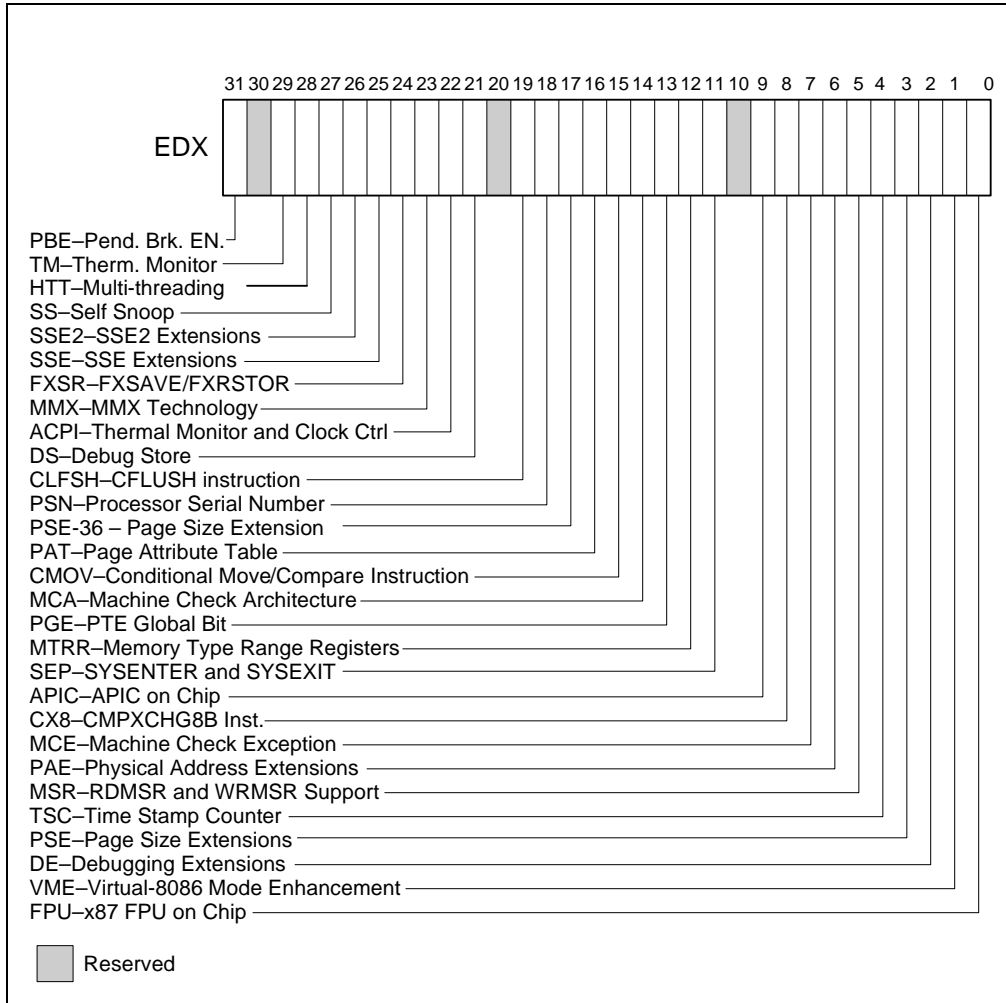 31 30 29 28 27 26 25 24 23 22 21 20 19 18 17 16 15 14 13 12 11 10 9 8 7 6 5 4 3 2 1 0
EDX
PBE–Pend. Brk. EN.
TM–Therm. Monitor
HTT–Multi-threading
SS–Self Snoop
SSE2–SSE2 Extensions
SSE–SSE Extensions
FXSR–FXSAVE/FXRSTOR
MMX–MMX Technology
ACPI–Thermal Monitor and Clock Ctrl
DS–Debug Store
CLFSH–CFLUSH instruction
PSN–Processor Serial Number
PSE-36 – Page Size Extension
PAT–Page Attribute Table
CMOV–Conditional Move/Compare Instruction
MCA–Machine Check Architecture
PGE–PTE Global Bit
MTRR–Memory Type Range Registers
SEP–SYSENTER and SYSEXIT
APIC–APIC on Chip
CX8–CMPXCHG8B Inst.
MCE–Machine Check Exception
PAE–Physical Address Extensions
MSR–RDMSR and WRMSR Support
TSC–Time Stamp Counter
PSE–Page Size Extensions
DE–Debugging Extensions
VME–Virtual-8086 Mode Enhancement
FPU–x87 FPU on Chip
Reserved